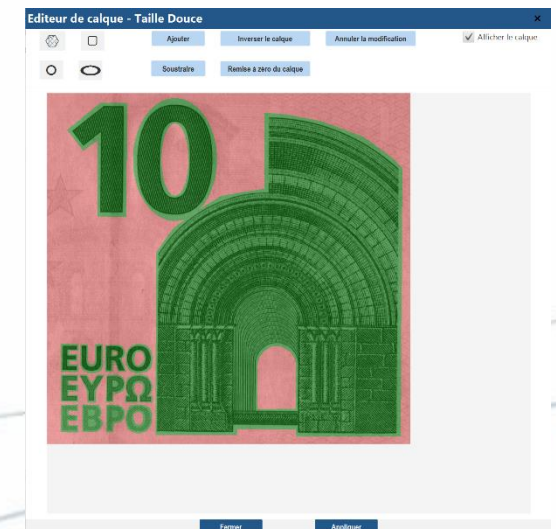 Editeur de calque - Taille Douce ×
Ajouter Inverser le calque Annuler la modification Afficher le calque
Soustraire Remise à zéro du calque
10
EURO
ΕΥΡΩ
ЕВРО
Fermer Appliquer